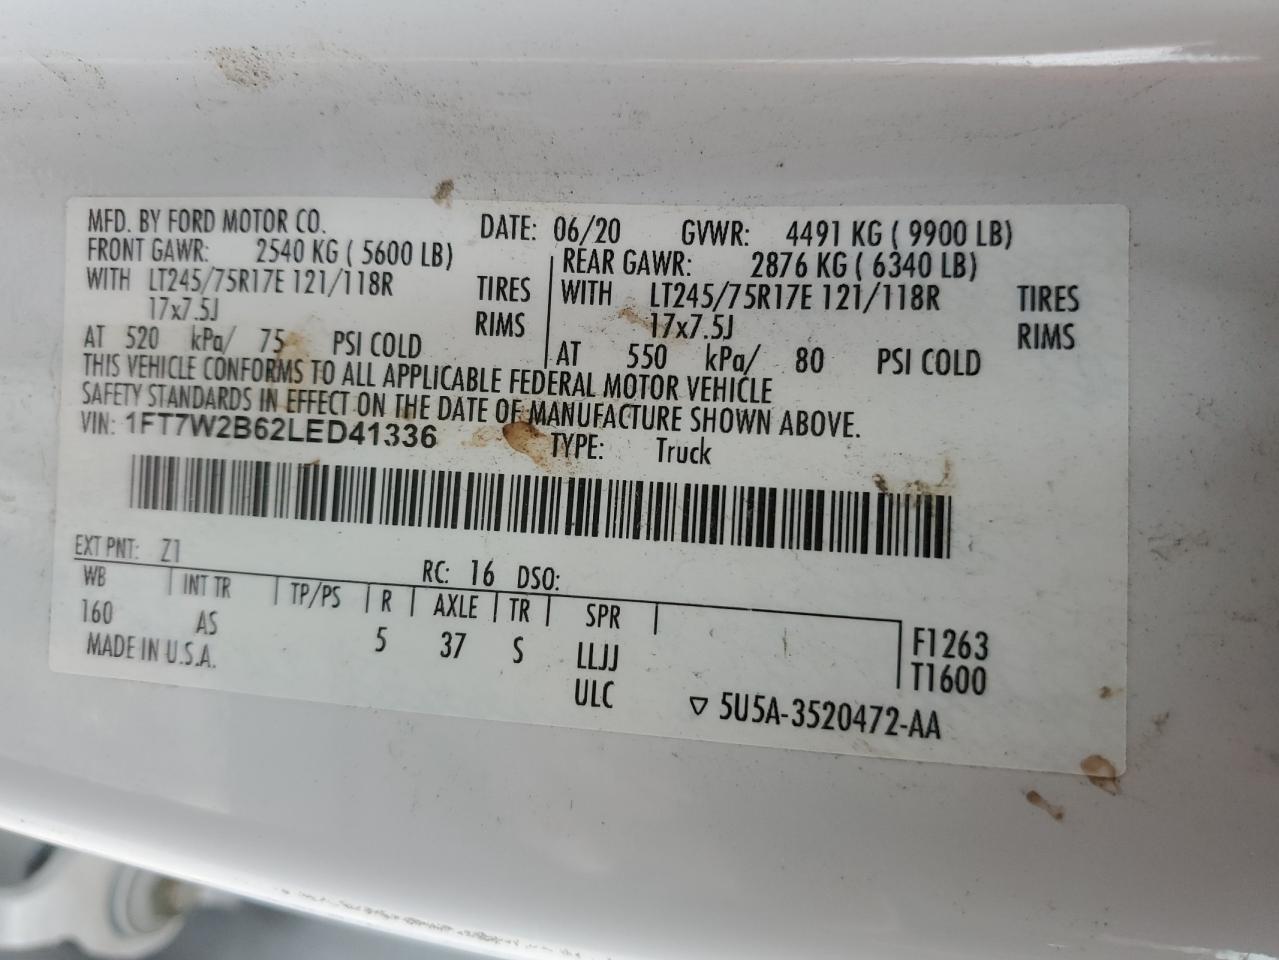 MFD. BY FORD MOTOR CO. DATE: 06/20 GVWR: 4491 KG ( 9900 LB)
FRONT GAWR: 2540 KG ( 5600 LB) REAR GAWR: 2876 KG ( 6340 LB)
WITH LT245/75R17E 121/118R TIRES WITH LT245/75R17E 121/118R TIRES
17x7.5J RIMS 17x7.5J RIMS
AT 520 kPa/ 75 PSI COLD AT 550 kPa/ 80 PSI COLD
THIS VEHICLE CONFORMS TO ALL APPLICABLE FEDERAL MOTOR VEHICLE
SAFETY STANDARDS IN EFFECT ON THE DATE OF MANUFACTURE SHOWN ABOVE.
VIN: 1FT7W2B62LED41336 TYPE: Truck
EXT PNT: Z1 RC: 16 DSO:
WB INT TR TP/PS R AXLE TR SPR F1263
160 AS 5 37 S LLJJ T1600
MADE IN U.S.A. ULC ▽ 5U5A-3520472-AA